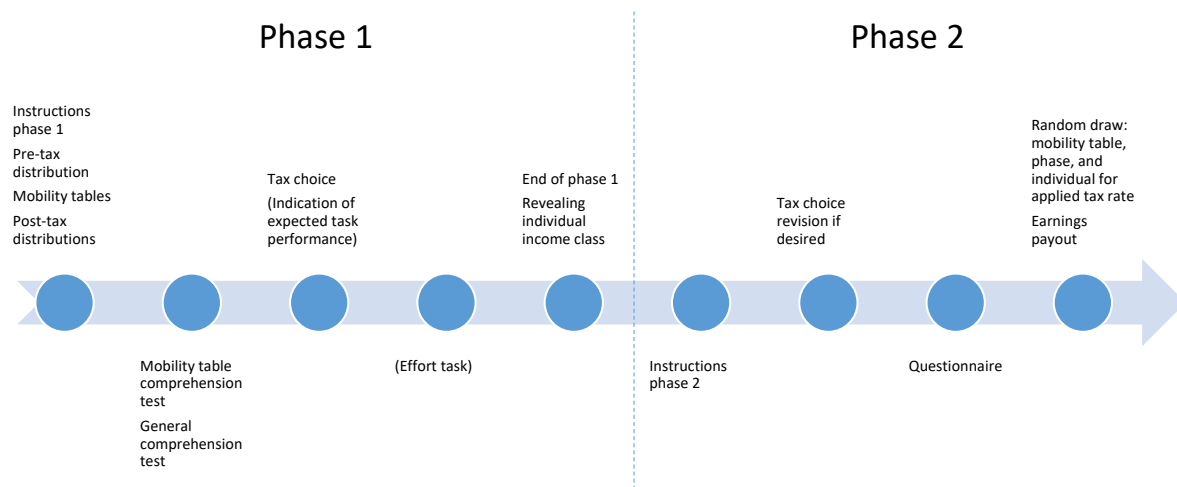 Phase 1
Phase 2
Instructions
phase 1
Pre-tax
distribution
Mobility tables
Post-tax
distributions
Mobility table
comprehension
test
General
comprehension
test
Tax choice
(Indication of
expected task
performance)
(Effort task)
End of phase 1
Revealing
individual
income class
Instructions
phase 2
Tax choice
revision if
desired
Questionnaire
Random draw:
mobility table,
phase, and
individual for
applied tax rate
Earnings
payout